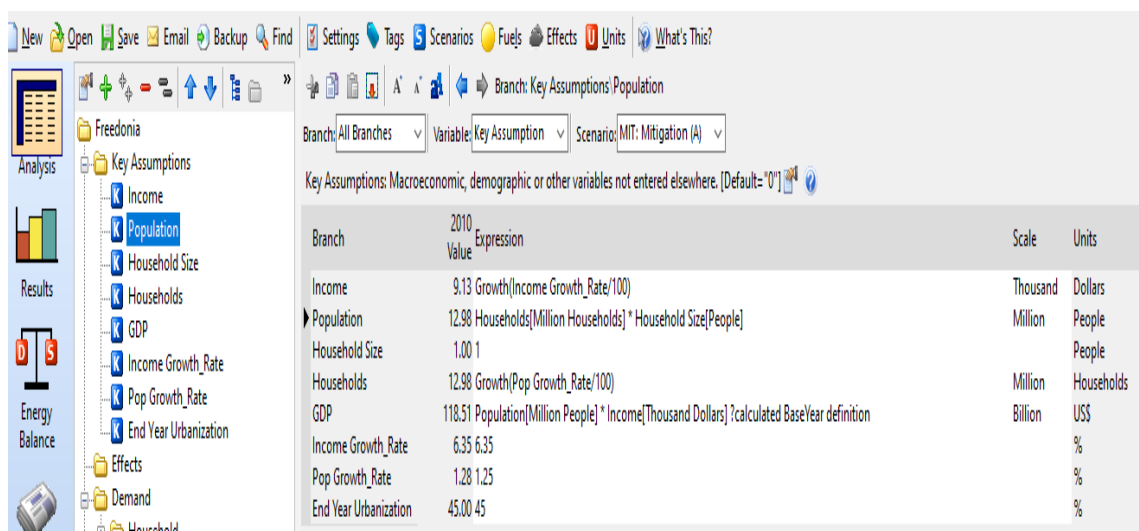 New Open Save Email Backup Find Settings Tags Scenarios Fuels Effects Units What's This?
» Branch: Key Assumptions\Population
Branch: All Branches Variable: Key Assumption Scenario: MIT: Mitigation (A)
Key Assumptions: Macroeconomic, demographic or other variables not entered elsewhere. [Default="0"]
Analysis
Results
D S
Energy
Balance
Freedonia
Key Assumptions
K Income
K Population
K Household Size
K Households
K GDP
K Income Growth_Rate
K Pop Growth_Rate
K End Year Urbanization
Effects
Demand
Household
Branch 2010 Value Expression Scale Units
Income 9.13 Growth(Income Growth_Rate/100) Thousand Dollars
Population 12.98 Households[Million Households] * Household Size[People] Million People
Household Size 1.00 1 People
Households 12.98 Growth(Pop Growth_Rate/100) Million Households
GDP 118.51 Population[Million People] * Income[Thousand Dollars] ?calculated BaseYear definition Billion US$
Income Growth_Rate 6.35 6.35 %
Pop Growth_Rate 1.28 1.25 %
End Year Urbanization 45.00 45 %